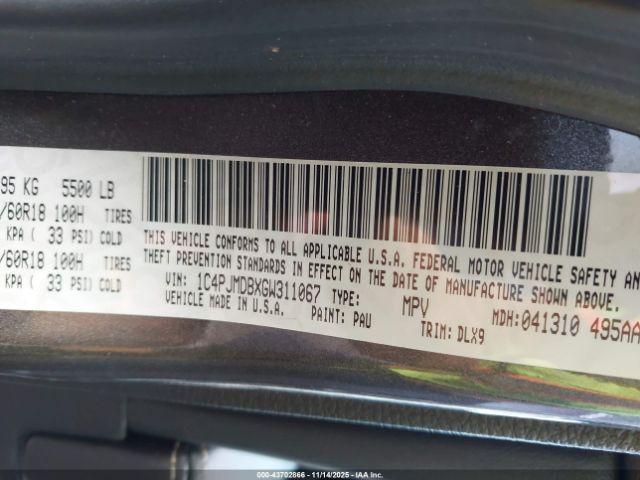 95 KG 5500 LB
/60R18 100H TIRES
KPA ( 33 PSI) COLD
/60R18 100H TIRES
KPA ( 33 PSI) COLD
THIS VEHICLE CONFORMS TO ALL APPLICABLE U.S.A. FEDERAL MOTOR VEHICLE SAFETY AN
THEFT PREVENTION STANDARDS IN EFFECT ON THE DATE OF MANUFACTURE SHOWN ABOVE.
VIN: 1C4PJMDBXGW311067 TYPE: MPV MDH:041310 495AA
VEHICLE MADE IN U.S.A. PAINT: PAU TRIM: DLX9
000-43702866 - 11/14/2025 - IAAI, Inc.